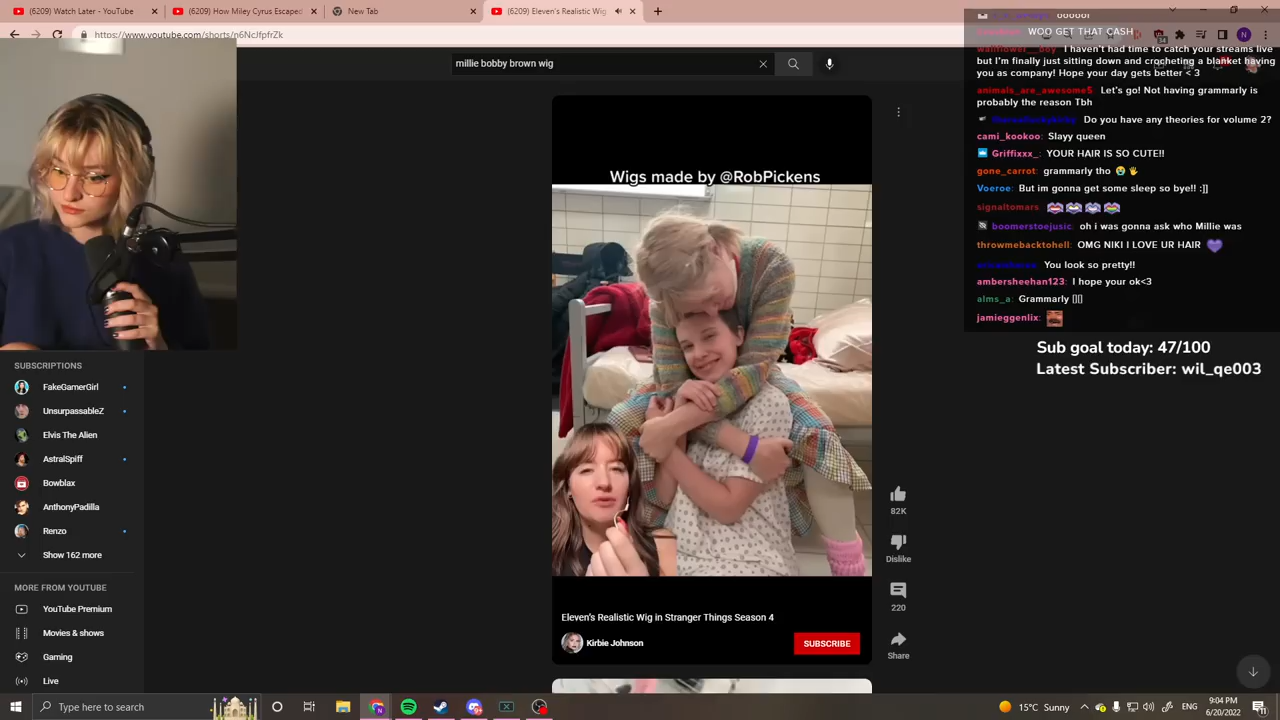 (6209) Watch Later - YouTube
(6209) How Miley Cyrus Escaped
(6209) Eleven's Realistic Wig i
(5) New Tab
https://youtube.com/shorts/fpY9cKz-FrY
millie bobby brown wig
WOO GET THAT CASH
I haven't had time to catch your streams live
but I'm finally just sitting down and crocheting a blanket having
you as company! Hope your day gets better < 3
animals_are_awesome5 Let's go! Not having grammarly is
probably the reason Tbh
Do you have any theories for volume 2?
cami_kookoo: Slayy queen
Griffixxx_: YOUR HAIR IS SO CUTE!!
gone_carrot: grammarly tho 😭 🖐
Voeroe: But im gonna get some sleep so bye!! :]]
signaltomars
boomerstoejusic: oh i was gonna ask who Millie was
throwmebacktohell: OMG NIKI I LOVE UR HAIR 💜
You look so pretty!!
ambersheehan123: I hope your ok<3
alms_a: Grammarly
jamieggenlix:
Sub goal today: 47/100
Latest Subscriber: wil_qe003
Wigs made by @RobPickens
82K
Dislike
220
Share
Eleven's Realistic Wig in Stranger Things Season 4
Kirbie Johnson
SUBSCRIBE
SUBSCRIPTIONS
FakeGamerGirl
UnsurpassableZ
Elvis The Alien
AstralSpiff
Bowblax
AnthonyPadilla
Renzo
Show 162 more
MORE FROM YOUTUBE
YouTube Premium
Movies & shows
Gaming
Live
Type here to search
15°C
9:04 PM
6/20/2022